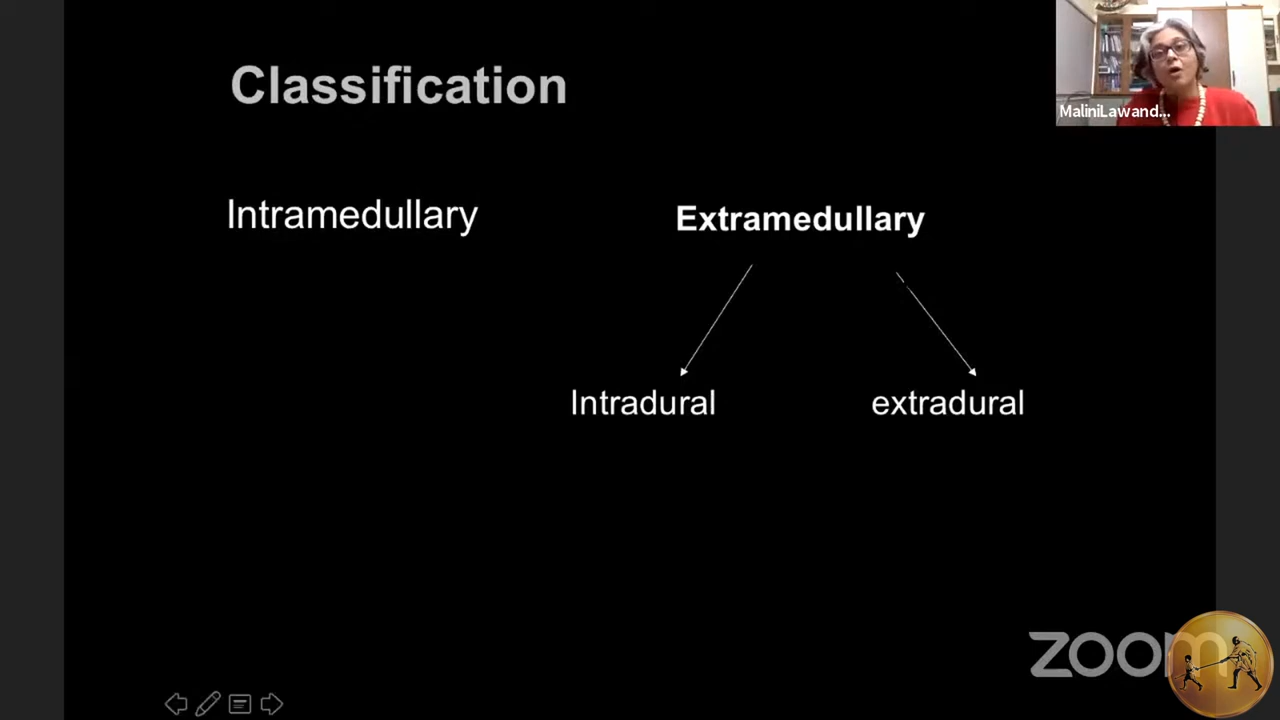 MaliniLawand...
Classification
Intramedullary
Extramedullary
Intradural
extradural
zoom